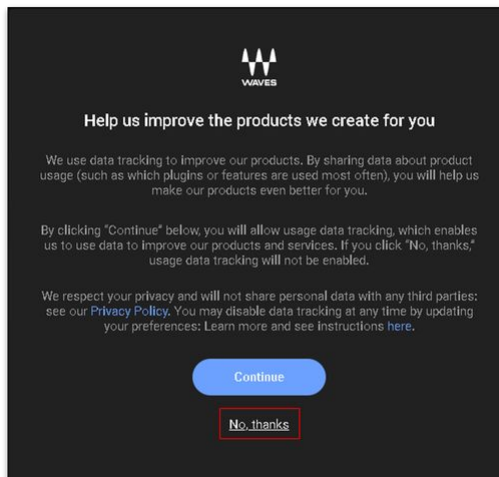 WAVES
Help us improve the products we create for you
We use data tracking to improve our products. By sharing data about product
usage (such as which plugins or features are used most often), you will help us
make our products even better for you.
By clicking "Continue" below, you will allow usage data tracking, which enables
us to use data to improve our products and services. If you click "No, thanks,"
usage data tracking will not be enabled.
We respect your privacy and will not share personal data with any third parties:
see our Privacy Policy. You may disable data tracking at any time by updating
your preferences: Learn more and see instructions here.
Continue
No, thanks